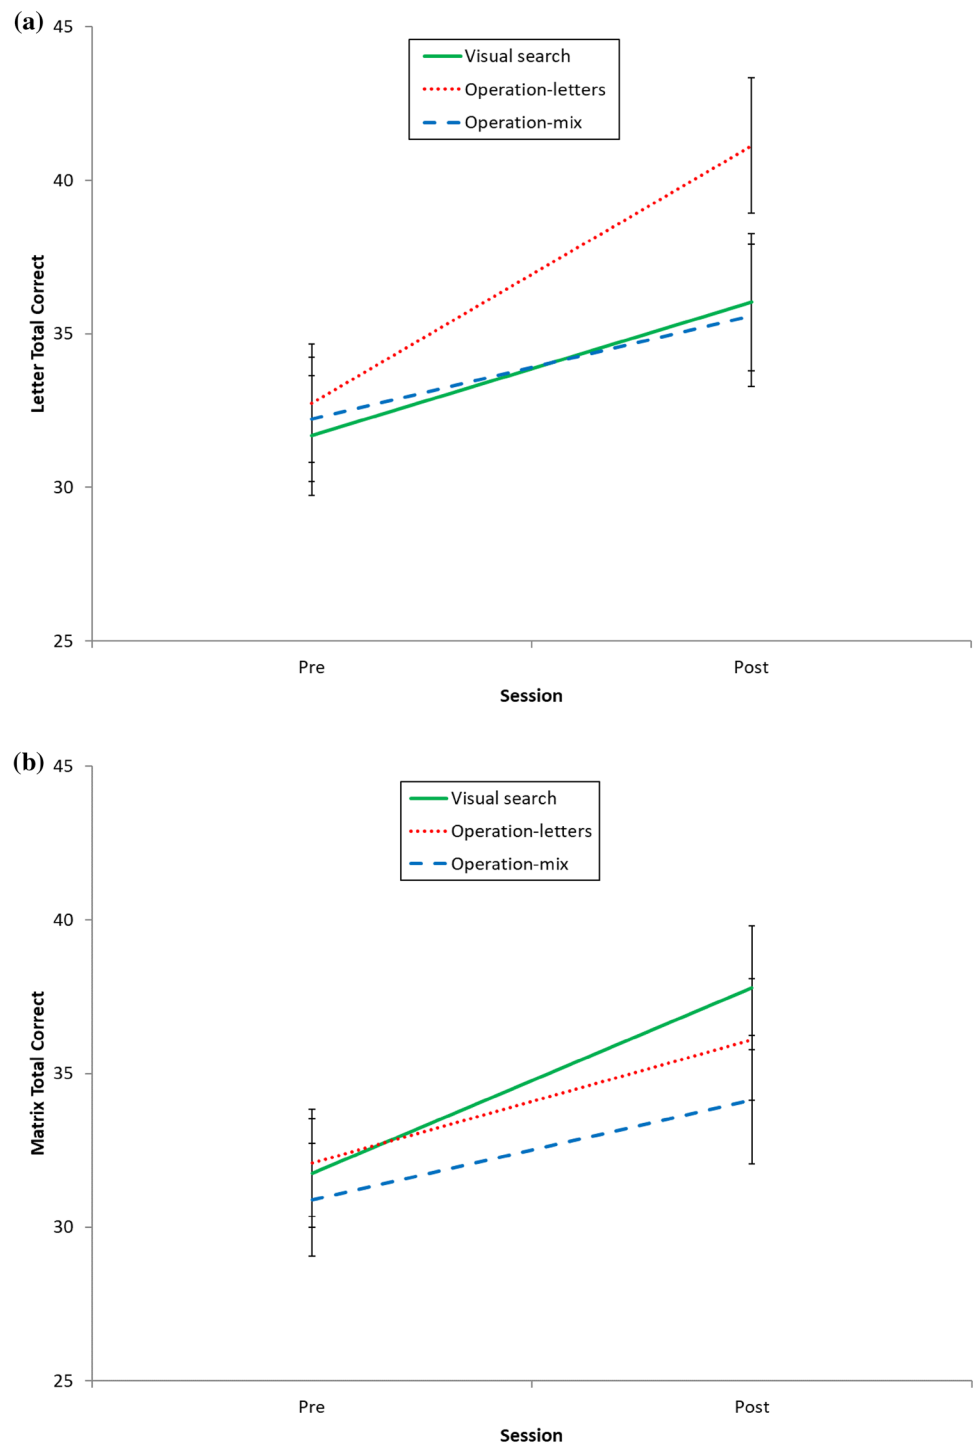 (a)
45
Visual search
Operation-letters
Operation-mix
40
35
30
25
Letter Total Correct
Pre
Post
Session
(b)
45
Visual search
Operation-letters
Operation-mix
40
35
30
25
Matrix Total Correct
Pre
Post
Session